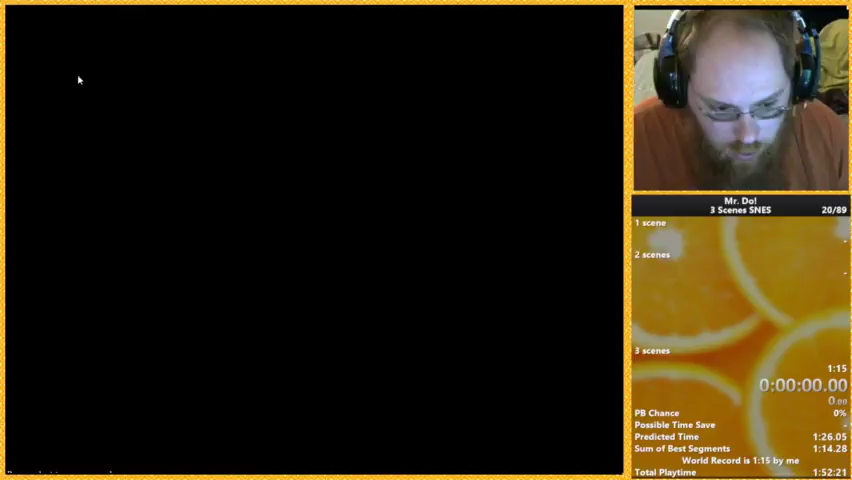 Mr. Do!
3 Scenes SNES 20/89
1 scene
-
2 scenes
-
3 scenes
1:15
0:00:00.00
0.00
PB Chance 0%
Possible Time Save -
Predicted Time 1:26.05
Sum of Best Segments 1:14.28
World Record is 1:15 by me
Total Playtime 1:52:21